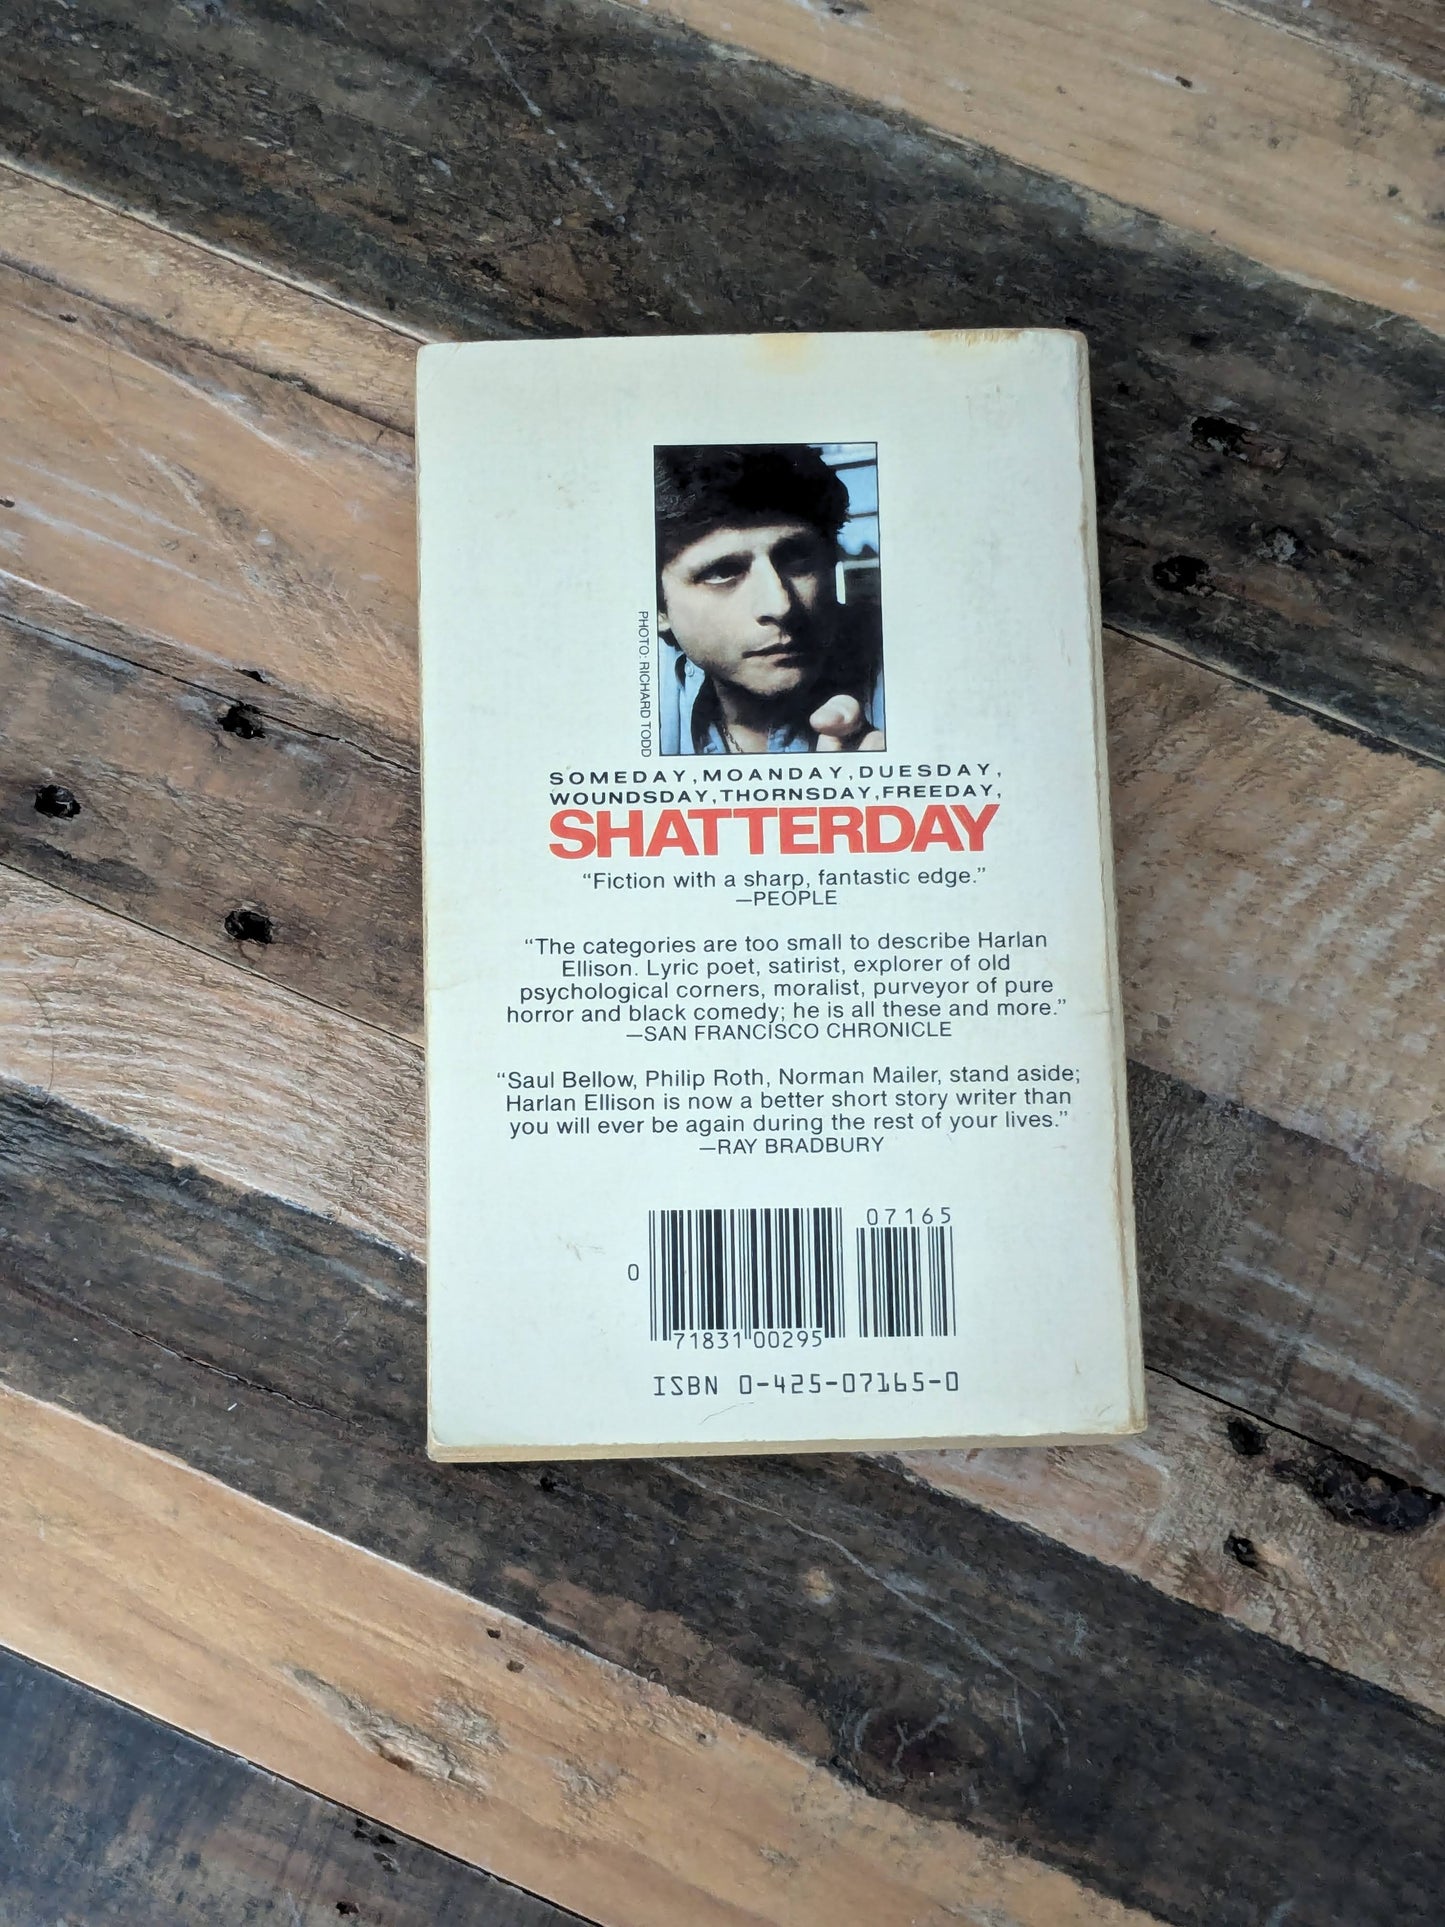 PHOTO: RICHARD TODD
SOMEDAY, MOANDAY, DUESDAY,
WOUNDSDAY, THORNSDAY, FREEDAY,
SHATTERDAY
“Fiction with a sharp, fantastic edge.”
—PEOPLE
“The categories are too small to describe Harlan
Ellison. Lyric poet, satirist, explorer of old
psychological corners, moralist, purveyor of pure
horror and black comedy; he is all these and more.”
—SAN FRANCISCO CHRONICLE
“Saul Bellow, Philip Roth, Norman Mailer, stand aside;
Harlan Ellison is now a better short story writer than
you will ever be again during the rest of your lives.”
—RAY BRADBURY
07165
0
71831 00295
ISBN 0-425-07165-0